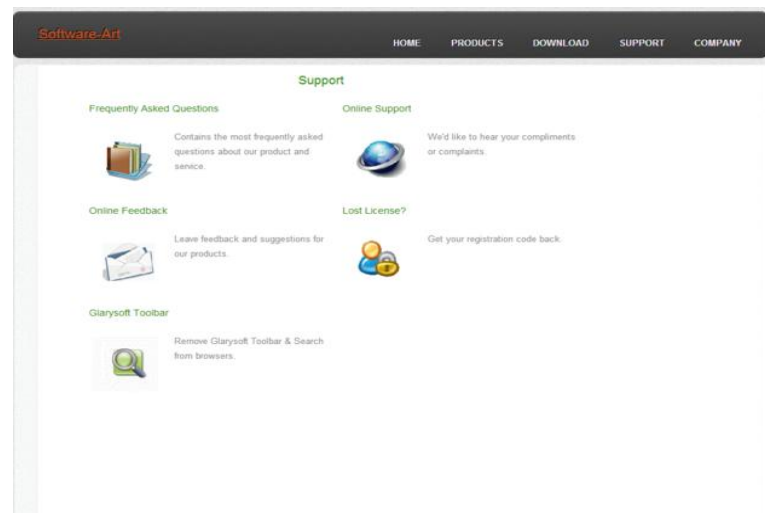 Software-Art
HOME PRODUCTS DOWNLOAD SUPPORT COMPANY
Support
Frequently Asked Questions
Contains the most frequently asked
questions about our product and
service.
Online Support
We'd like to hear your compliments
or complaints.
Online Feedback
Leave feedback and suggestions for
our products.
Lost License?
Get your registration code back.
Glarysoft Toolbar
Remove Glarysoft Toolbar & Search
from browsers.